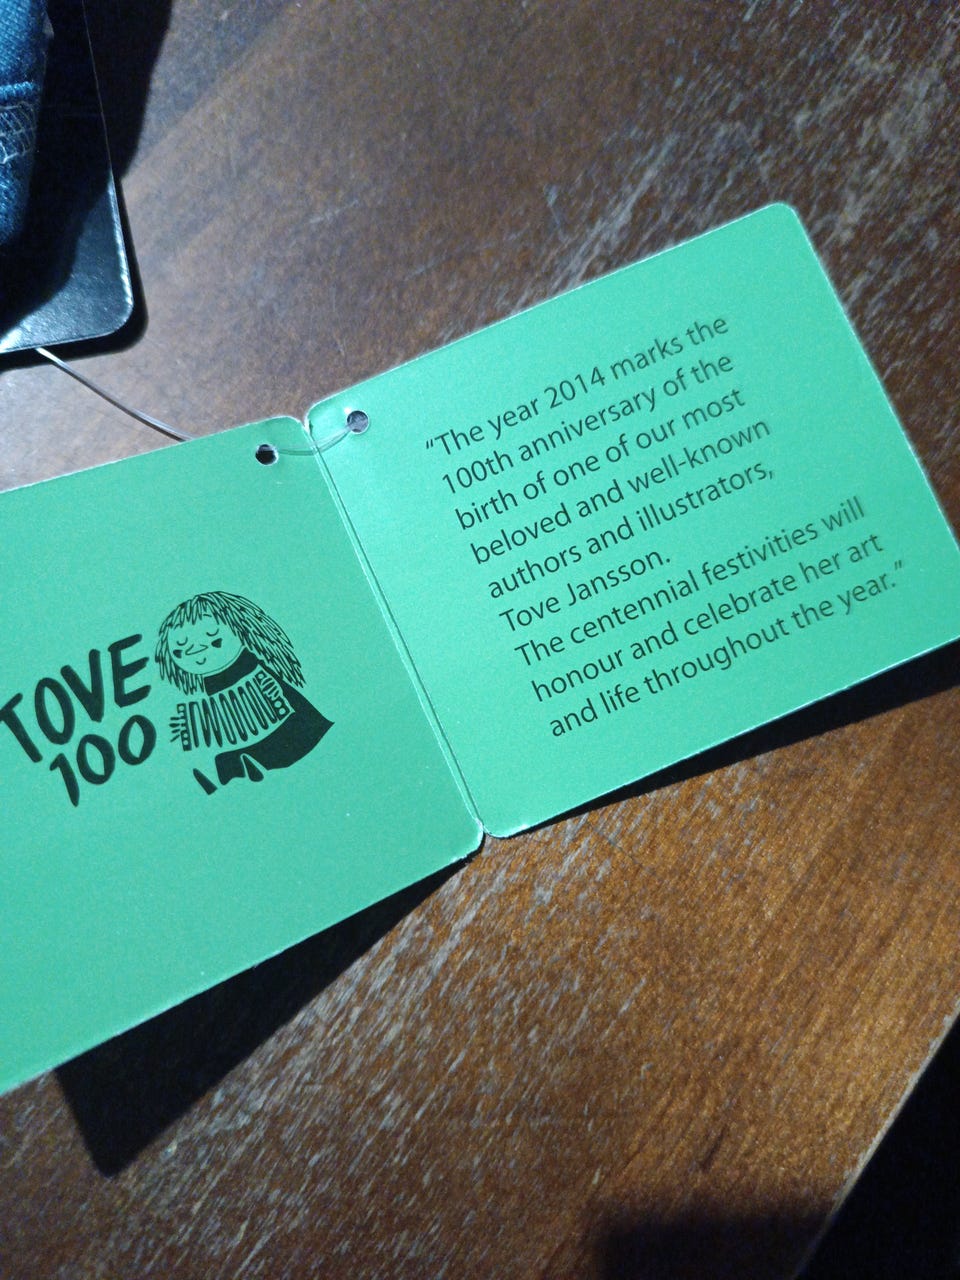 TOVE
100
“The year 2014 marks the
100th anniversary of the
birth of one of our most
beloved and well-known
authors and illustrators,
Tove Jansson.
The centennial festivities will
honour and celebrate her art
and life throughout the year.”